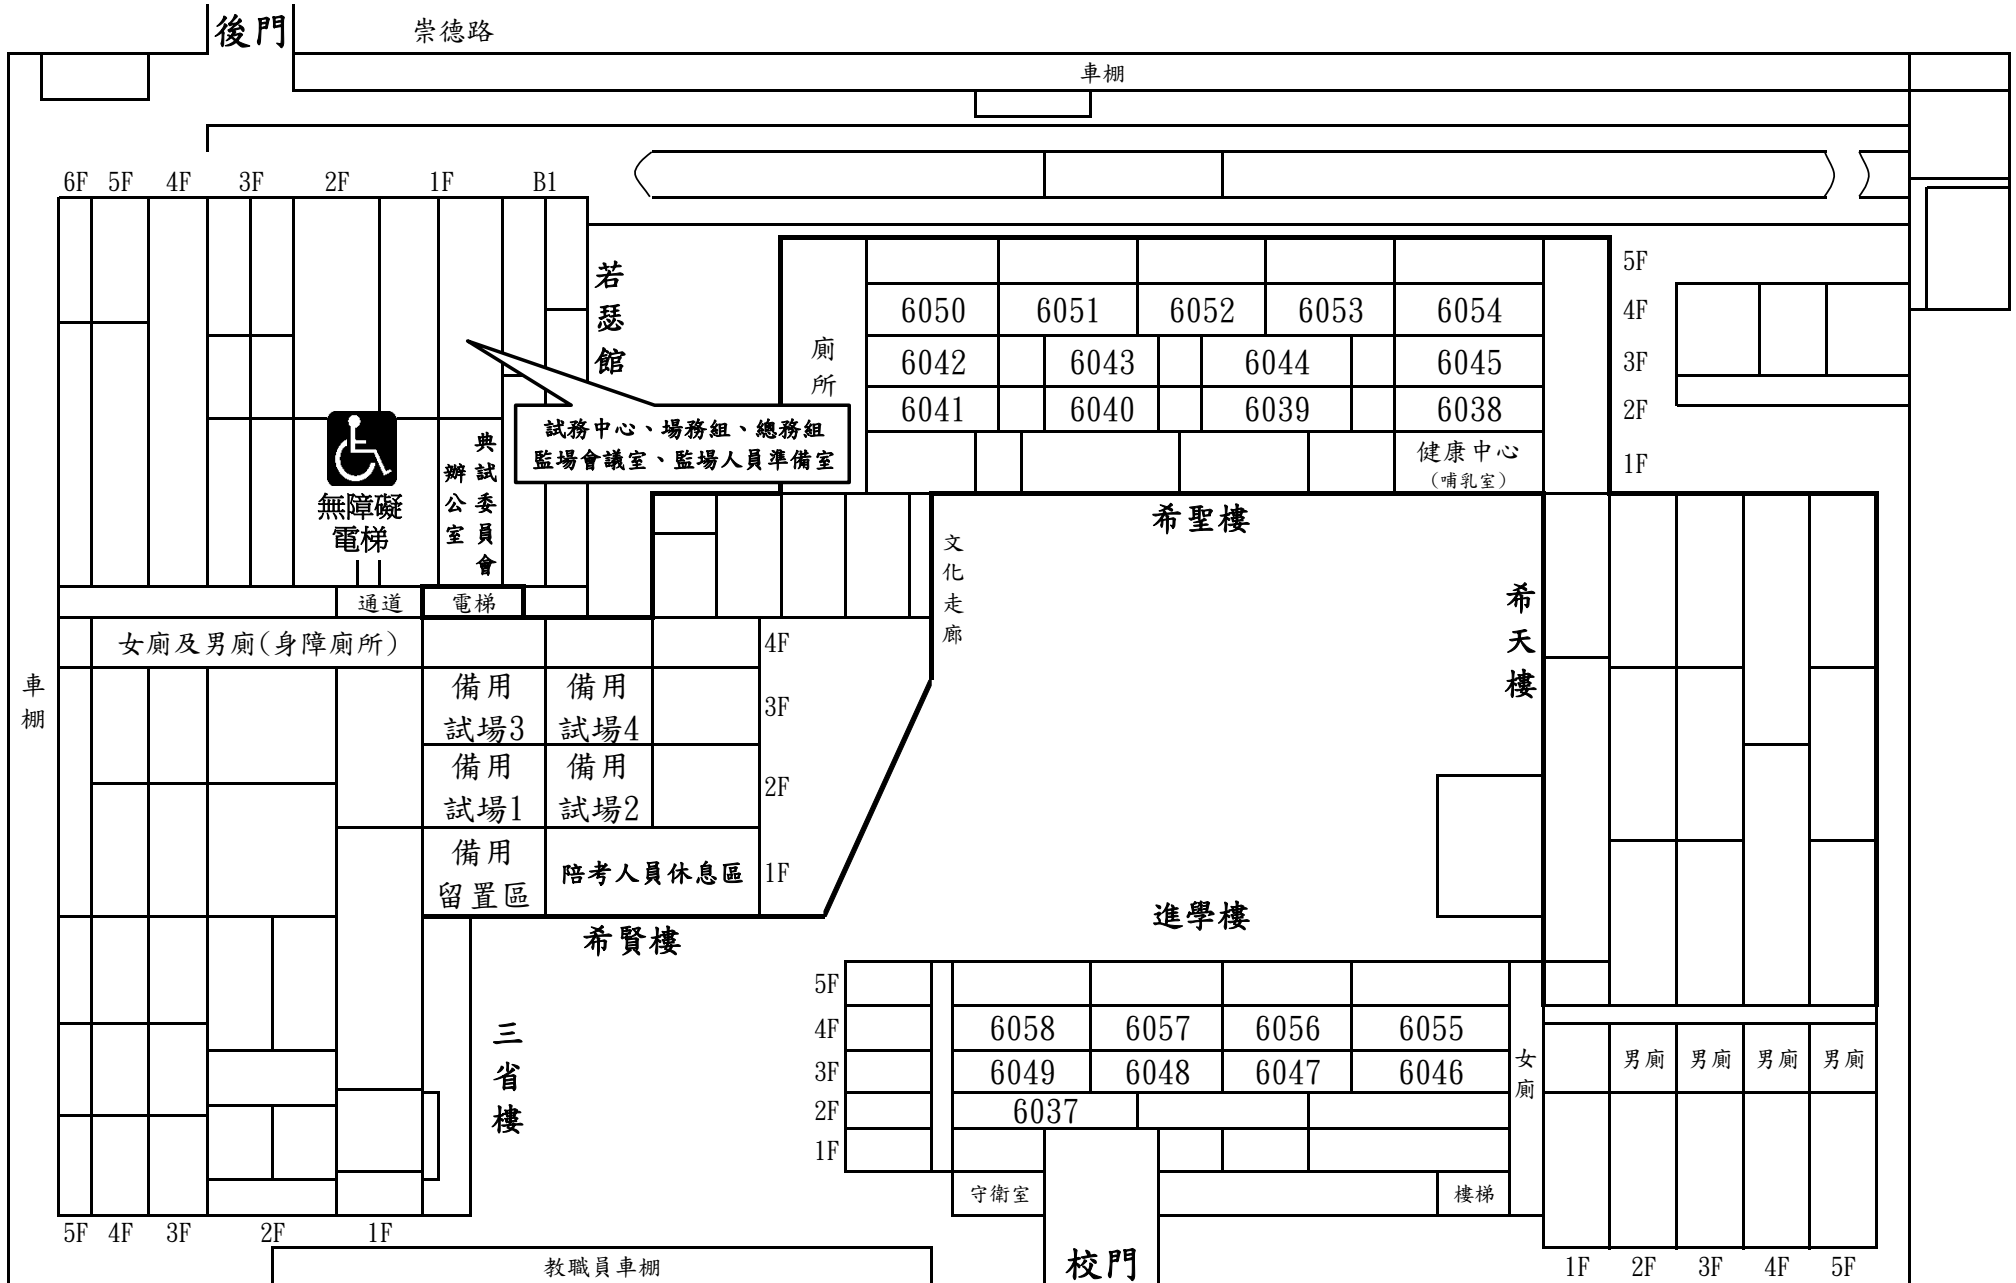 後門
崇德路
車棚
6F 5F 4F 3F 2F 1F B1
若瑟館
試務中心、場務組、總務組
監場會議室、監場人員準備室
典試委員會
辦公室
無障礙
電梯
通道
電梯
廁所
5F
6050 6051 6052 6053 6054 4F
6042 6043 6044 6045 3F
6041 6040 6039 6038 2F
健康中心
(哺乳室)
1F
希聖樓
文化走廊
希天樓
車棚
女廁及男廁(身障廁所)
4F
備用
試場3
備用
試場4
3F
備用
試場1
備用
試場2
2F
備用
留置區
陪考人員休息區
1F
希賢樓
三省樓
進學樓
5F
4F 6058 6057 6056 6055
3F 6049 6048 6047 6046
2F 6037
1F
女廁
男廁 男廁 男廁 男廁
守衛室
樓梯
5F 4F 3F 2F 1F
教職員車棚
校門
1F 2F 3F 4F 5F